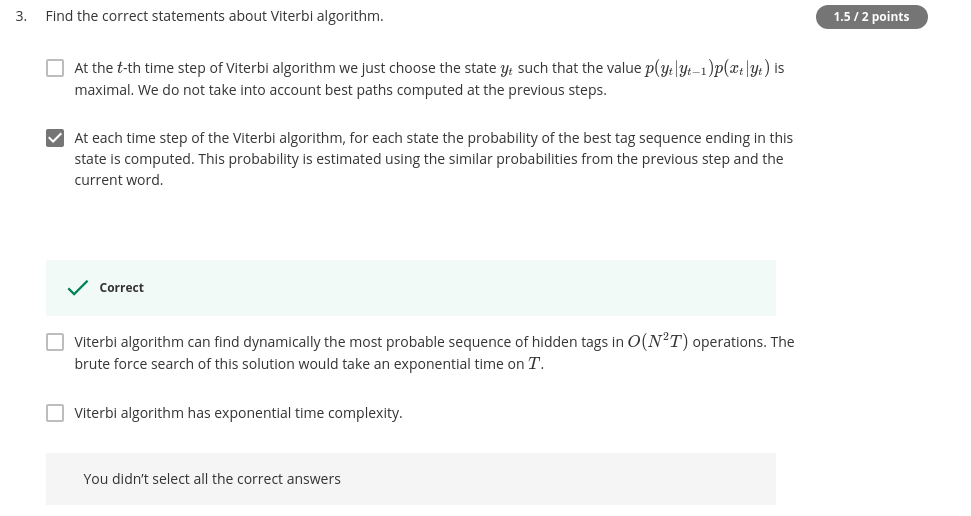 3. Find the correct statements about Viterbi algorithm.
1.5 / 2 points
At the t-th time step of Viterbi algorithm we just choose the state yₜ such that the value p(yₜ|yₜ₋₁)p(xₜ|yₜ) is
maximal. We do not take into account best paths computed at the previous steps.
At each time step of the Viterbi algorithm, for each state the probability of the best tag sequence ending in this
state is computed. This probability is estimated using the similar probabilities from the previous step and the
current word.
Correct
Viterbi algorithm can find dynamically the most probable sequence of hidden tags in O(N²T) operations. The
brute force search of this solution would take an exponential time on T.
Viterbi algorithm has exponential time complexity.
You didn’t select all the correct answers